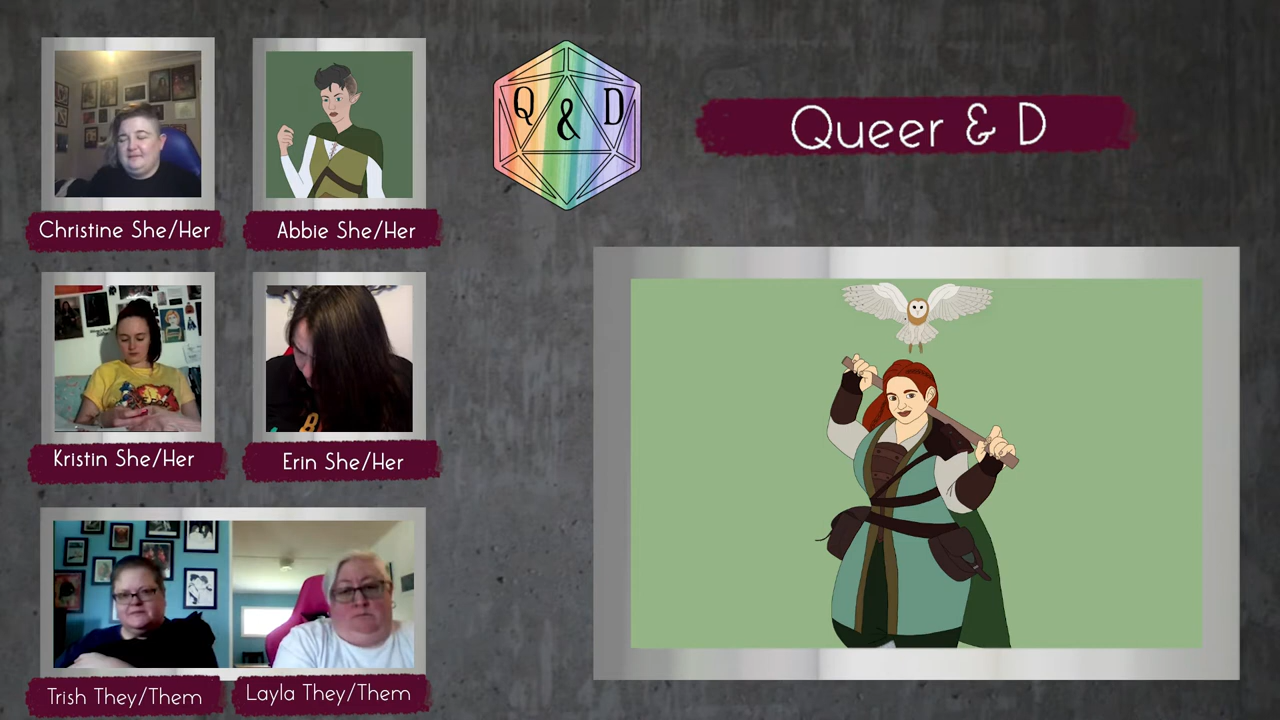 Q & D
Queer & D
Christine She/Her
Abbie She/Her
Kristin She/Her
Erin She/Her
Trish They/Them
Layla They/Them